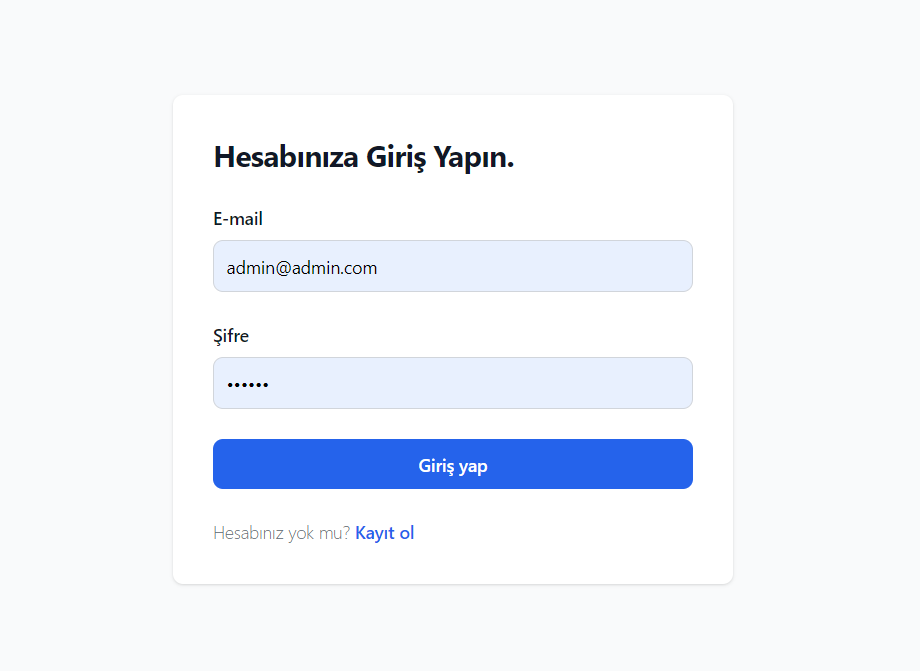 Hesabınıza Giriş Yapın.
E-mail
admin@admin.com
Şifre
••••••
Giriş yap
Hesabınız yok mu? Kayıt ol